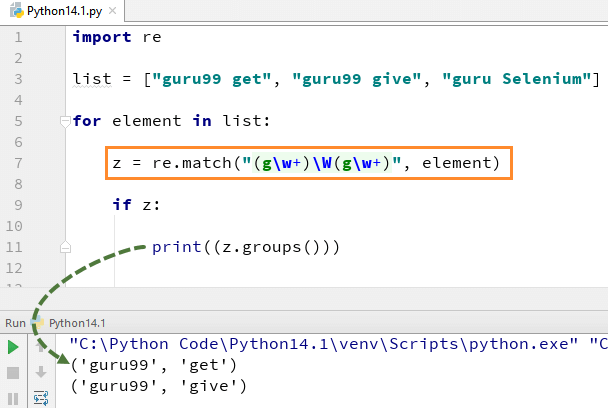 Python14.1.py
1 import re
2
3 list = ["guru99 get", "guru99 give", "guru Selenium"]
4
5 for element in list:
6
7 z = re.match("(g\w+)\W(g\w+)", element)
8
9 if z:
10
11 print((z.groups()))
12
Run Python14.1
"C:\Python Code\Python14.1\venv\Scripts\python.exe" "C
('guru99', 'get')
('guru99', 'give')